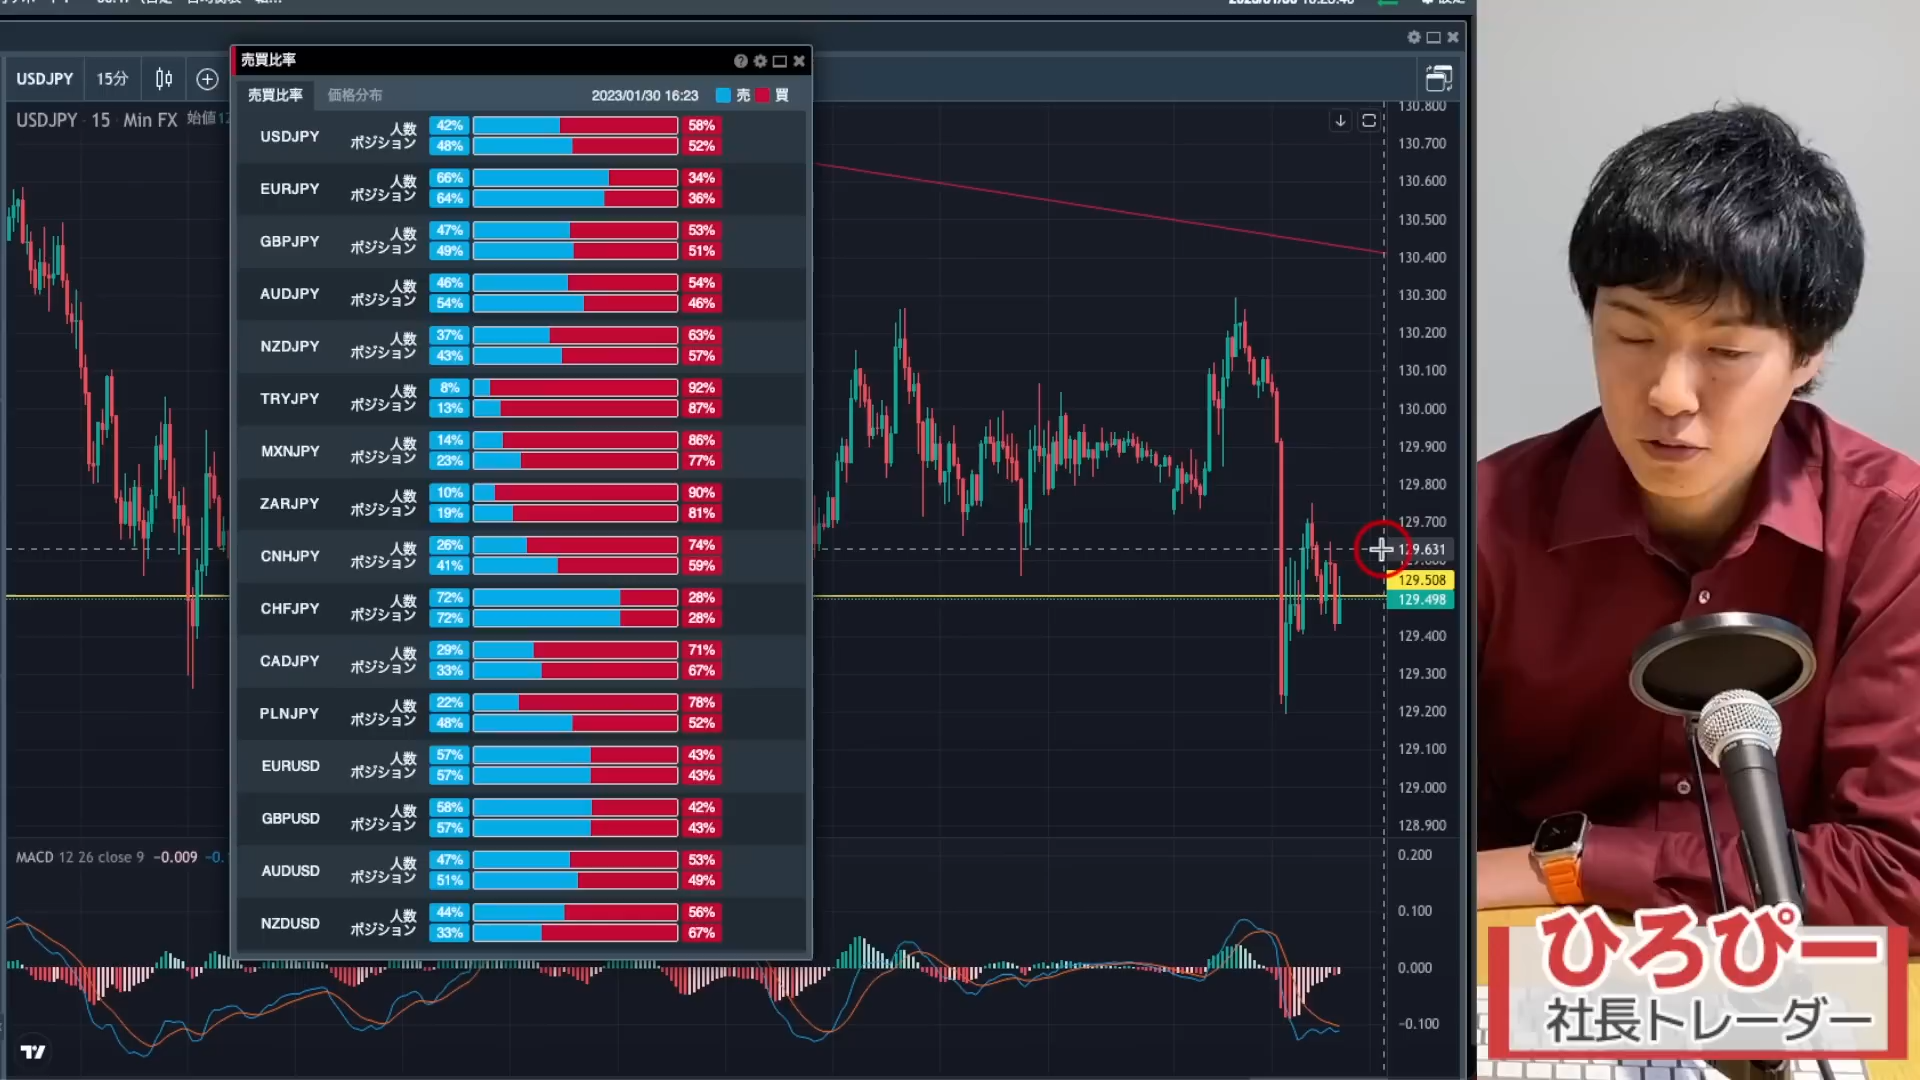 USDJPY 15分
USDJPY · 15 · Min FX 始値
売買比率
売買比率 価格分布 2023/01/30 16:23 売 買
USDJPY 人数 42% 58%
ポジション 48% 52%
EURJPY 人数 66% 34%
ポジション 64% 36%
GBPJPY 人数 47% 53%
ポジション 49% 51%
AUDJPY 人数 46% 54%
ポジション 54% 46%
NZDJPY 人数 37% 63%
ポジション 43% 57%
TRYJPY 人数 8% 92%
ポジション 13% 87%
MXNJPY 人数 14% 86%
ポジション 23% 77%
ZARJPY 人数 10% 90%
ポジション 19% 81%
CNHJPY 人数 26% 74%
ポジション 41% 59%
CHFJPY 人数 72% 28%
ポジション 72% 28%
CADJPY 人数 29% 71%
ポジション 33% 67%
PLNJPY 人数 22% 78%
ポジション 48% 52%
EURUSD 人数 57% 43%
ポジション 57% 43%
GBPUSD 人数 58% 42%
ポジション 57% 43%
AUDUSD 人数 47% 53%
ポジション 51% 49%
NZDUSD 人数 44% 56%
ポジション 33% 67%
MACD 12 26 close 9 −0.009
130.800
130.700
130.600
130.500
130.400
130.300
130.200
130.100
130.000
129.900
129.800
129.700
129.631
129.508
129.498
129.400
129.300
129.200
129.100
129.000
128.900
0.200
0.100
0.000
−0.100
ひろぴー
社長トレーダー